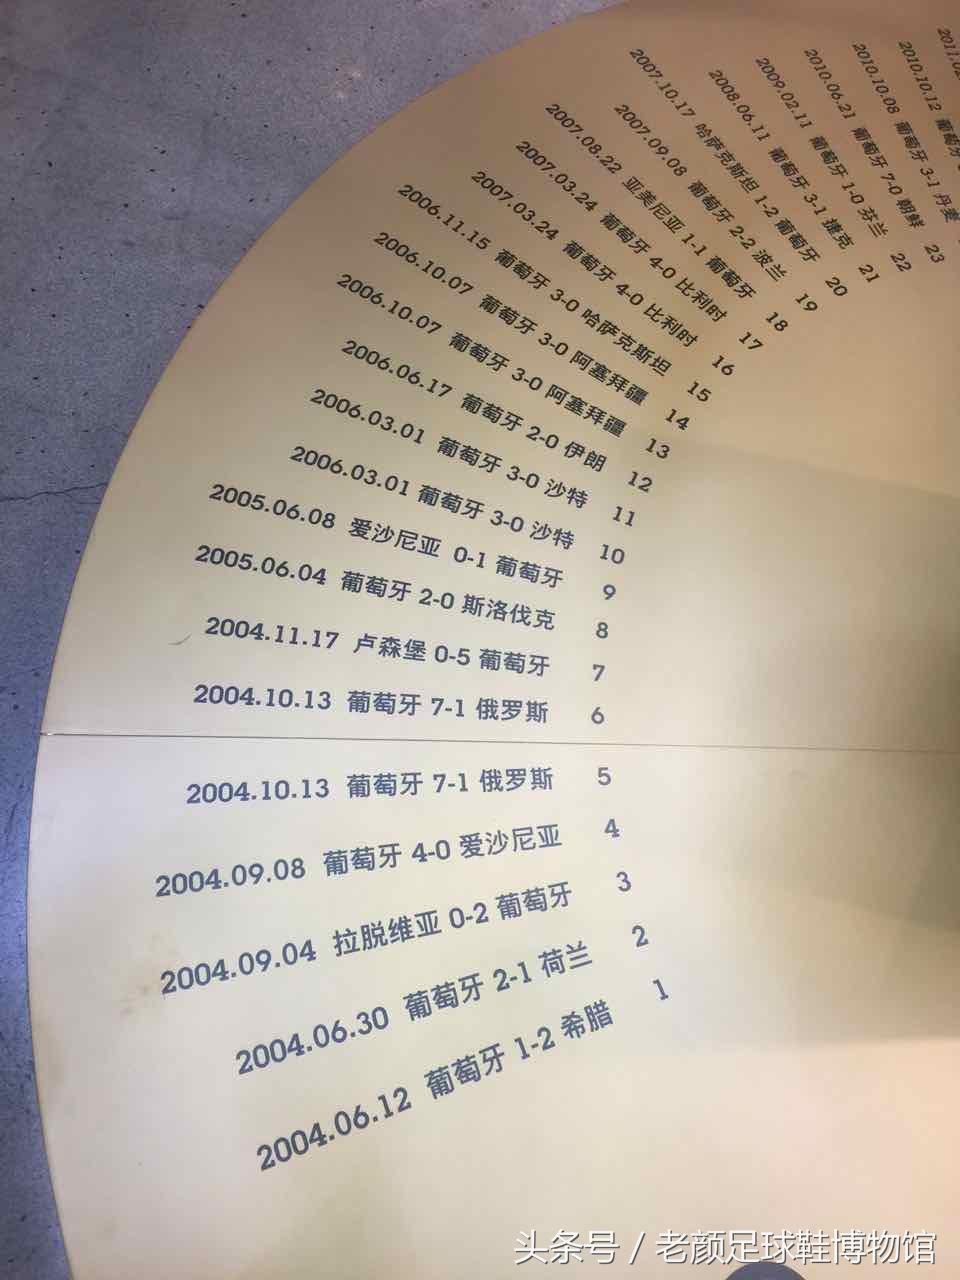 2011.02
2010.10.12 葡萄牙
2010.10.08 葡萄牙 3-1 丹麦
2010.06.21 葡萄牙 7-0 朝鲜 23
2009.02.11 葡萄牙 1-0 芬兰 22
2008.06.11 葡萄牙 3-1 捷克 21
2007.10.17 哈萨克斯坦 1-2 葡萄牙 20
2007.09.08 葡萄牙 2-2 波兰 19
2007.08.22 亚美尼亚 1-1 葡萄牙 18
2007.03.24 葡萄牙 4-0 比利时 17
2007.03.24 葡萄牙 4-0 比利时 16
2006.11.15 葡萄牙 3-0 哈萨克斯坦 15
2006.10.07 葡萄牙 3-0 阿塞拜疆 14
2006.10.07 葡萄牙 3-0 阿塞拜疆 13
2006.06.17 葡萄牙 2-0 伊朗 12
2006.03.01 葡萄牙 3-0 沙特 11
2006.03.01 葡萄牙 3-0 沙特 10
2005.06.08 爱沙尼亚 0-1 葡萄牙 9
2005.06.04 葡萄牙 2-0 斯洛伐克 8
2004.11.17 卢森堡 0-5 葡萄牙 7
2004.10.13 葡萄牙 7-1 俄罗斯 6
2004.10.13 葡萄牙 7-1 俄罗斯 5
2004.09.08 葡萄牙 4-0 爱沙尼亚 4
2004.09.04 拉脱维亚 0-2 葡萄牙 3
2004.06.30 葡萄牙 2-1 荷兰 2
2004.06.12 葡萄牙 1-2 希腊 1
头条号 / 老颜足球鞋博物馆